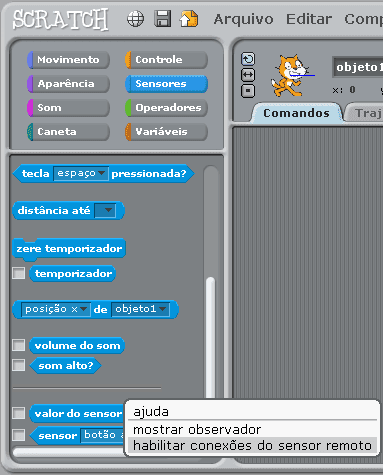 SCRATCH
Arquivo Editar
Movimento Controle
Aparência Sensores
Som Operadores
Caneta Variáveis
objeto1
x: 0
Comandos
tecla espaço pressionada?
distância até
zere temporizador
temporizador
posição x de objeto1
volume do som
som alto?
valor do sensor
sensor botão
ajuda
mostrar observador
habilitar conexões do sensor remoto